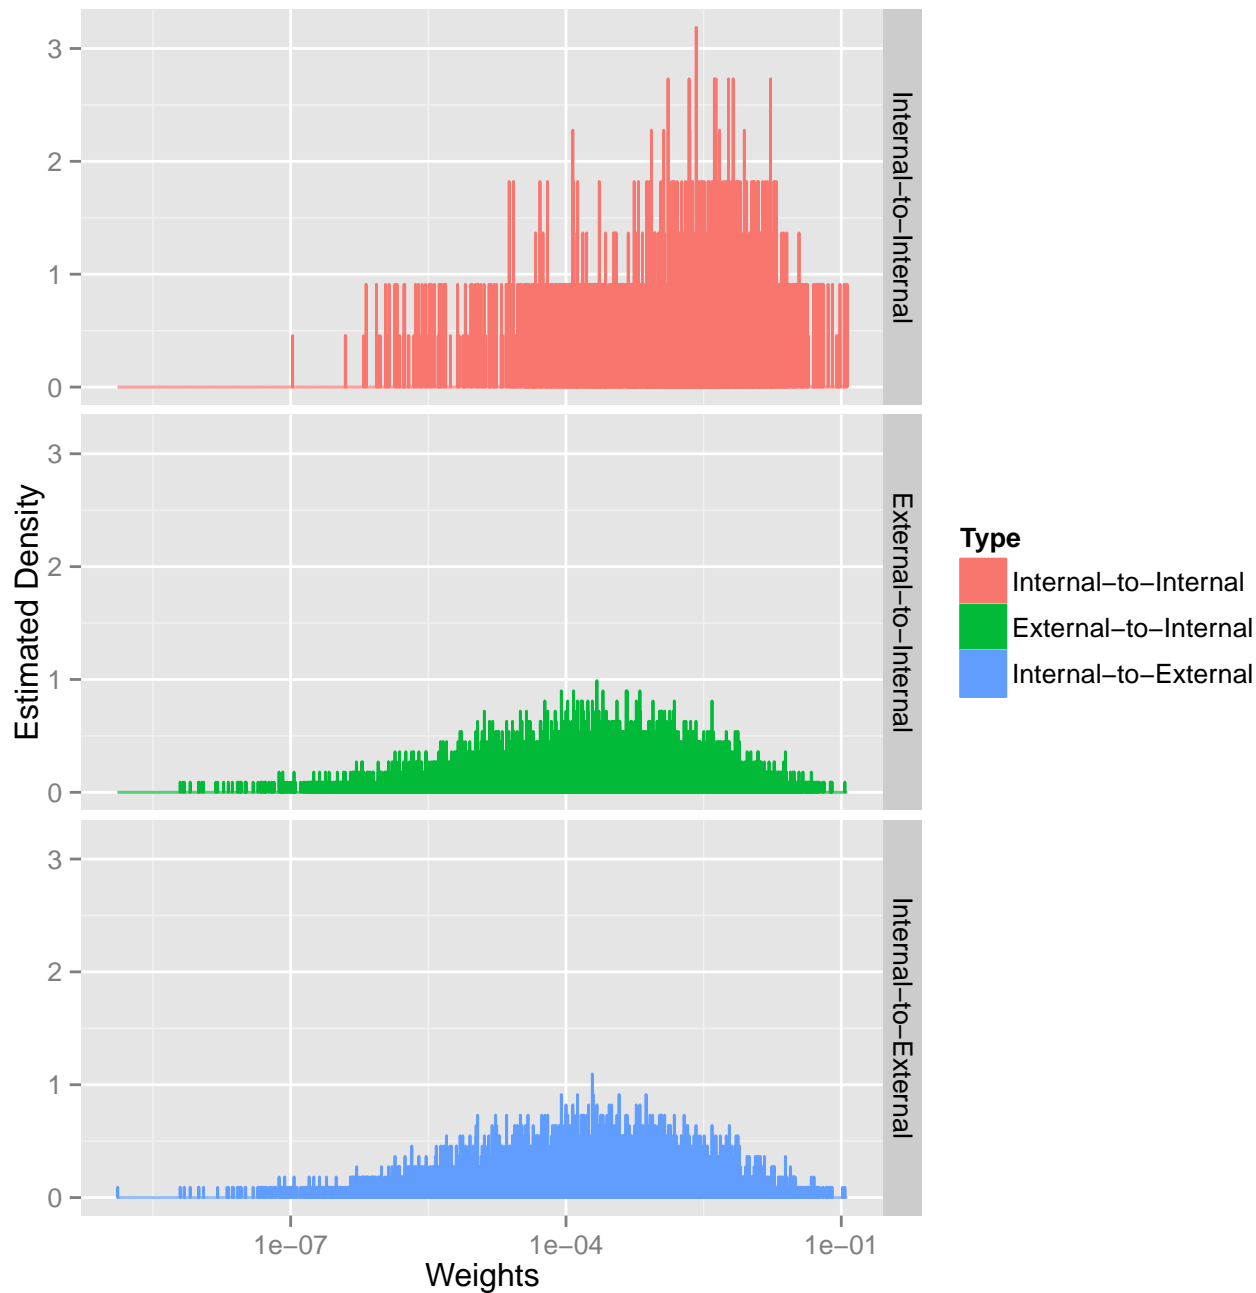 3
2
1
0
Internal−to−Internal
3
2
1
0
External−to−Internal
3
2
1
0
Internal−to−External
Estimated Density
1e−07
1e−04
1e−01
Weights
Type
Internal−to−Internal
External−to−Internal
Internal−to−External